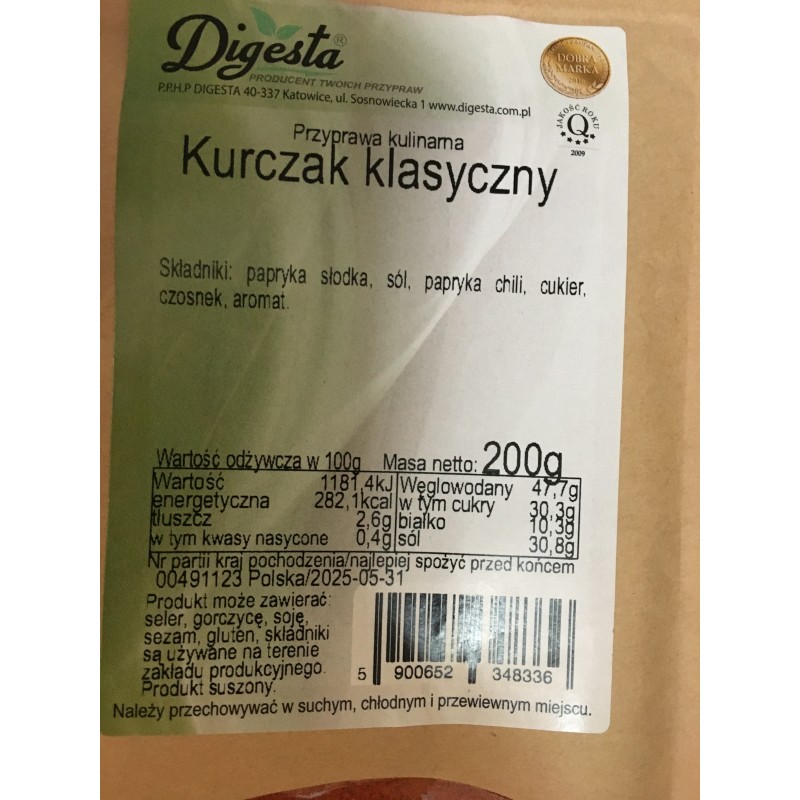 Digesta®
PRODUCENT TWOICH PRZYPRAW
P.P.H.P DIGESTA 40-337 Katowice, ul. Sosnowiecka 1 www.digesta.com.pl
DOBRA
MARKA
JAKOŚĆ ROKU
Q
2009
Przyprawa kulinarna
Kurczak klasyczny
Składniki: papryka słodka, sól, papryka chili, cukier,
czosnek, aromat.
Wartość odżywcza w 100g Masa netto: 200g
Wartość 1181,4kJ Węglowodany 47,7g
energetyczna 282,1kcal w tym cukry 30,3g
tłuszcz 2,6g białko 10,3g
w tym kwasy nasycone 0,4g sól 30,8g
Nr partii kraj pochodzenia/najlepiej spożyć przed końcem
00491123 Polska/2025-05-31
Produkt może zawierać:
seler, gorczycę, soję,
sezam, gluten, składniki
są używane na terenie
zakładu produkcyjnego.
Produkt suszony.
5 900652 348336
Należy przechowywać w suchym, chłodnym i przewiewnym miejscu.